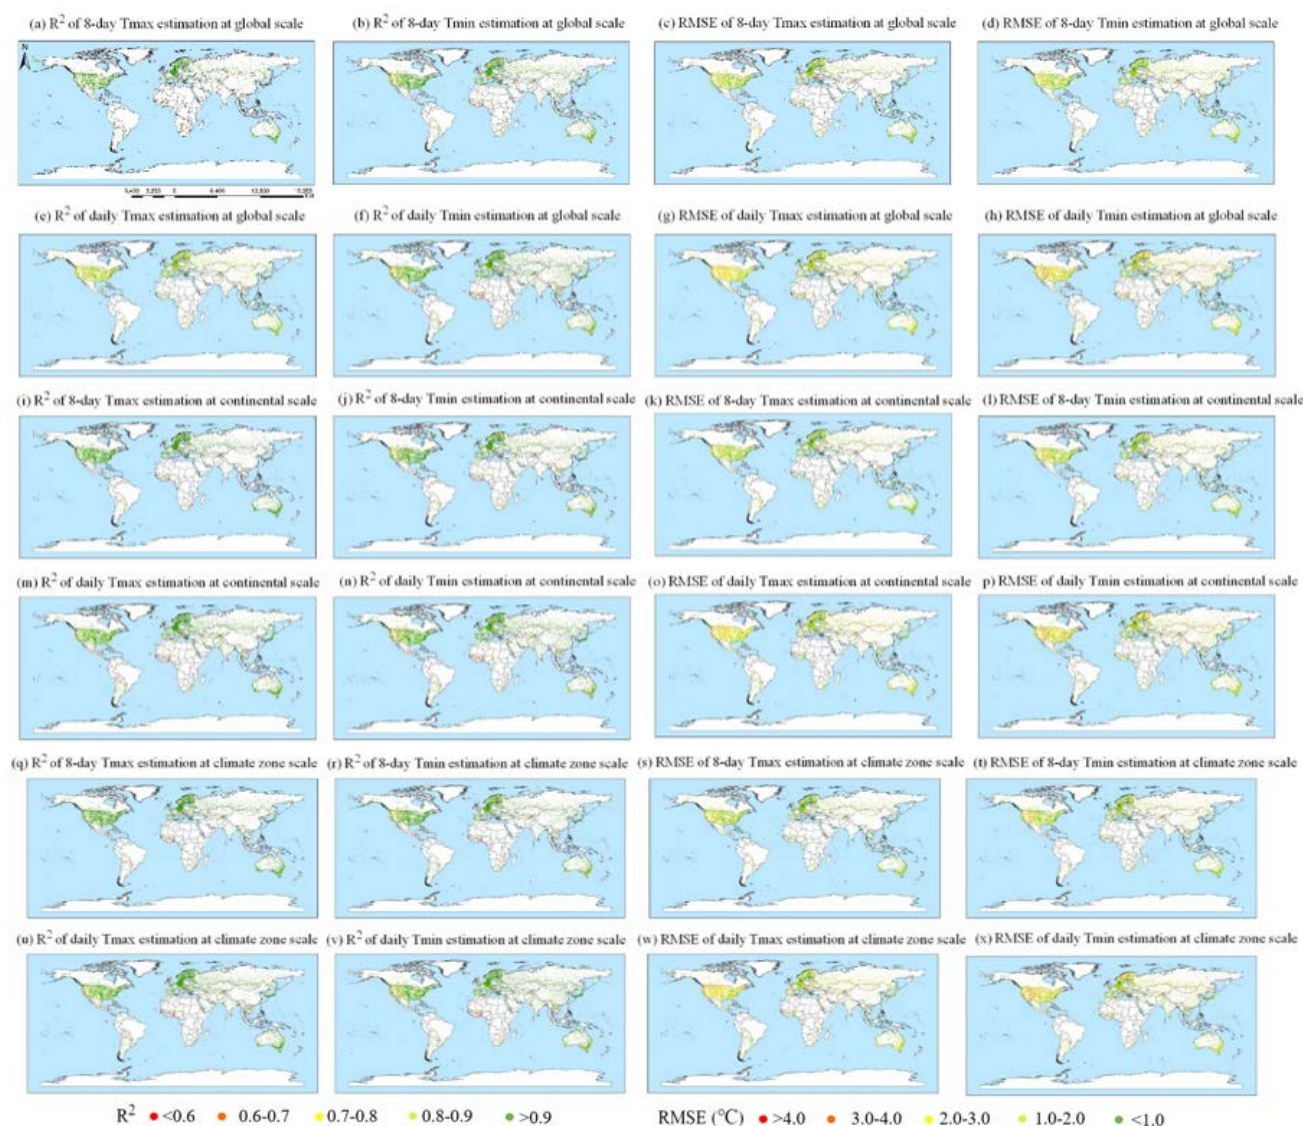 (a) R² of 8-day Tmax estimation at global scale
(b) R² of 8-day Tmin estimation at global scale
(c) RMSE of 8-day Tmax estimation at global scale
(d) RMSE of 8-day Tmin estimation at global scale
N
(e) R² of daily Tmax estimation at global scale
(f) R² of daily Tmin estimation at global scale
(g) RMSE of daily Tmax estimation at global scale
(h) RMSE of daily Tmin estimation at global scale
(i) R² of 8-day Tmax estimation at continental scale
(j) R² of 8-day Tmin estimation at continental scale
(k) RMSE of 8-day Tmax estimation at continental scale
(l) RMSE of 8-day Tmin estimation at continental scale
(m) R² of daily Tmax estimation at continental scale
(n) R² of daily Tmin estimation at continental scale
(o) RMSE of daily Tmax estimation at continental scale
p) RMSE of daily Tmin estimation at continental scale
(q) R² of 8-day Tmax estimation at climate zone scale
(r) R² of 8-day Tmin estimation at climate zone scale
(s) RMSE of 8-day Tmax estimation at climate zone scale
(t) RMSE of 8-day Tmin estimation at climate zone scale
(u) R² of daily Tmax estimation at climate zone scale
(v) R² of daily Tmin estimation at climate zone scale
(w) RMSE of daily Tmax estimation at climate zone scale
(x) RMSE of daily Tmin estimation at climate zone scale
R² <0.6 0.6-0.7 0.7-0.8 0.8-0.9 >0.9
RMSE (°C) >4.0 3.0-4.0 2.0-3.0 1.0-2.0 <1.0